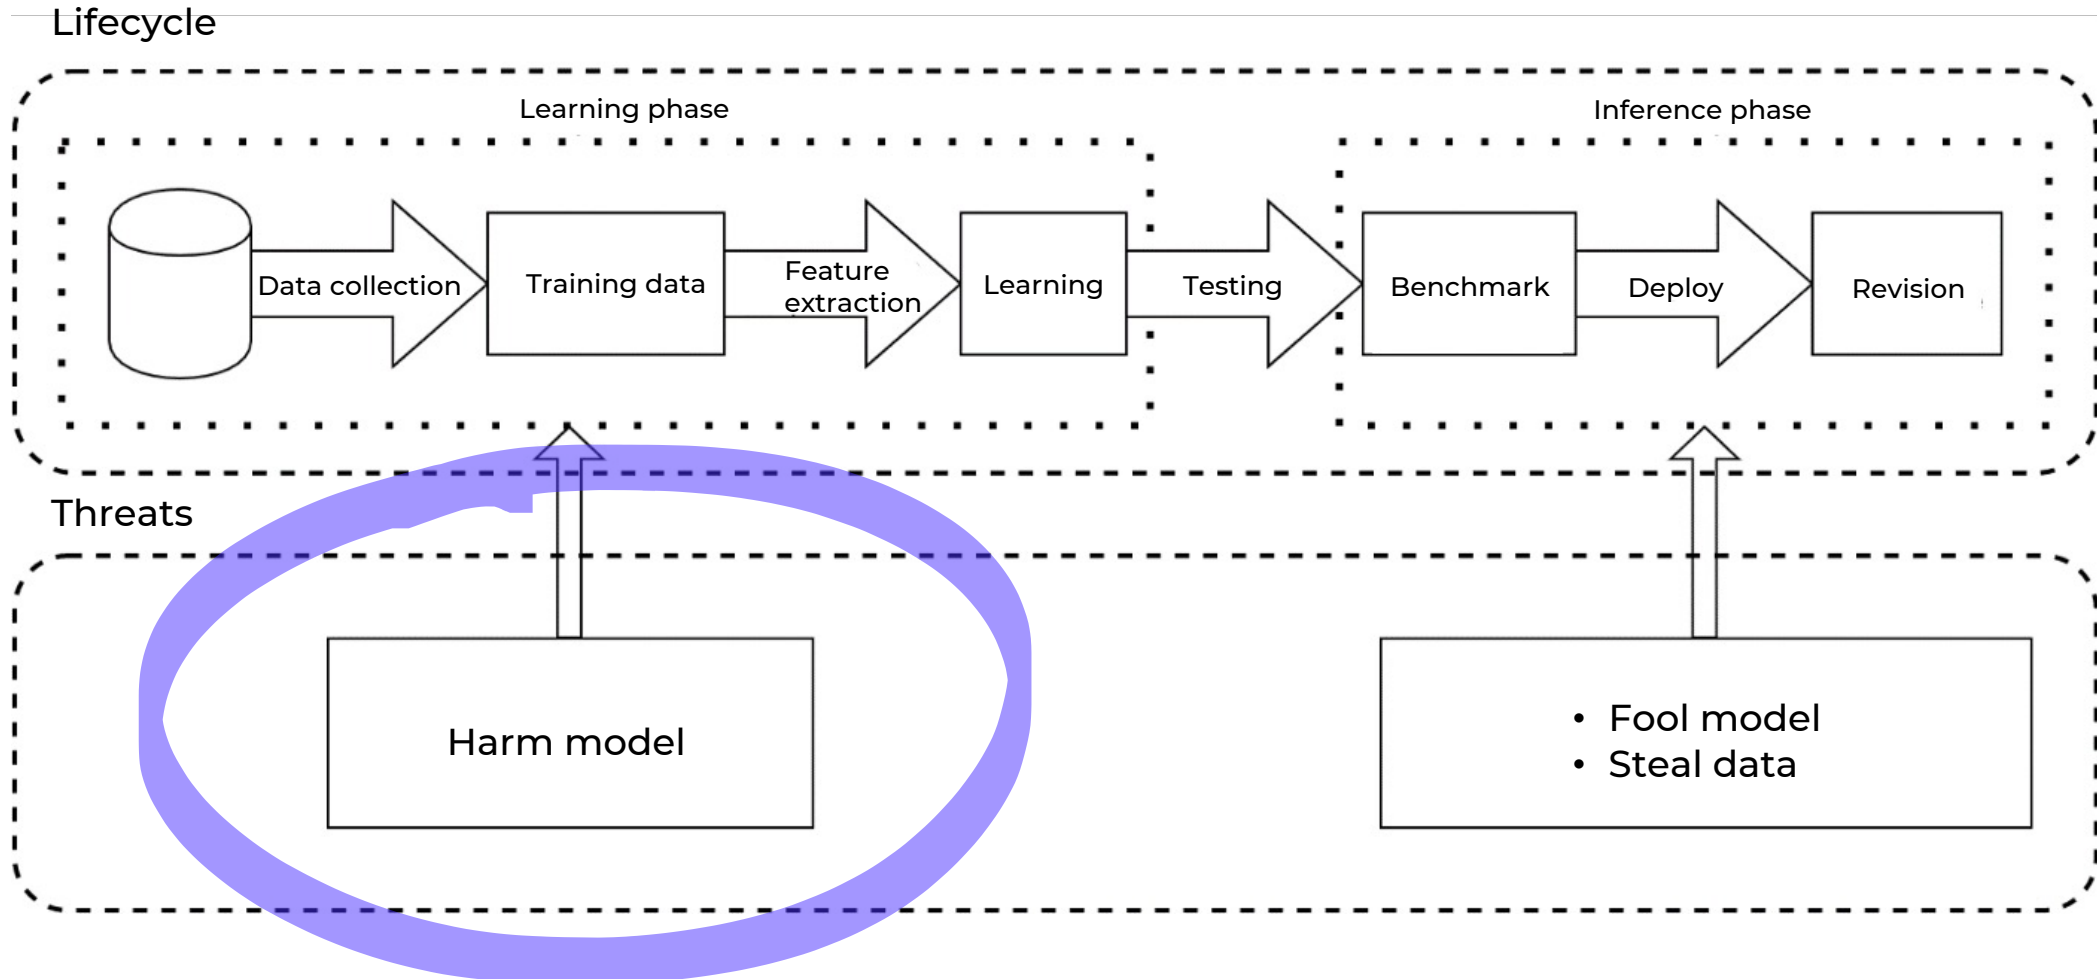 Lifecycle
Learning phase
Inference phase
Data collection
Training data
Feature
extraction
Learning
Testing
Benchmark
Deploy
Revision
Threats
Harm model
• Fool model
• Steal data